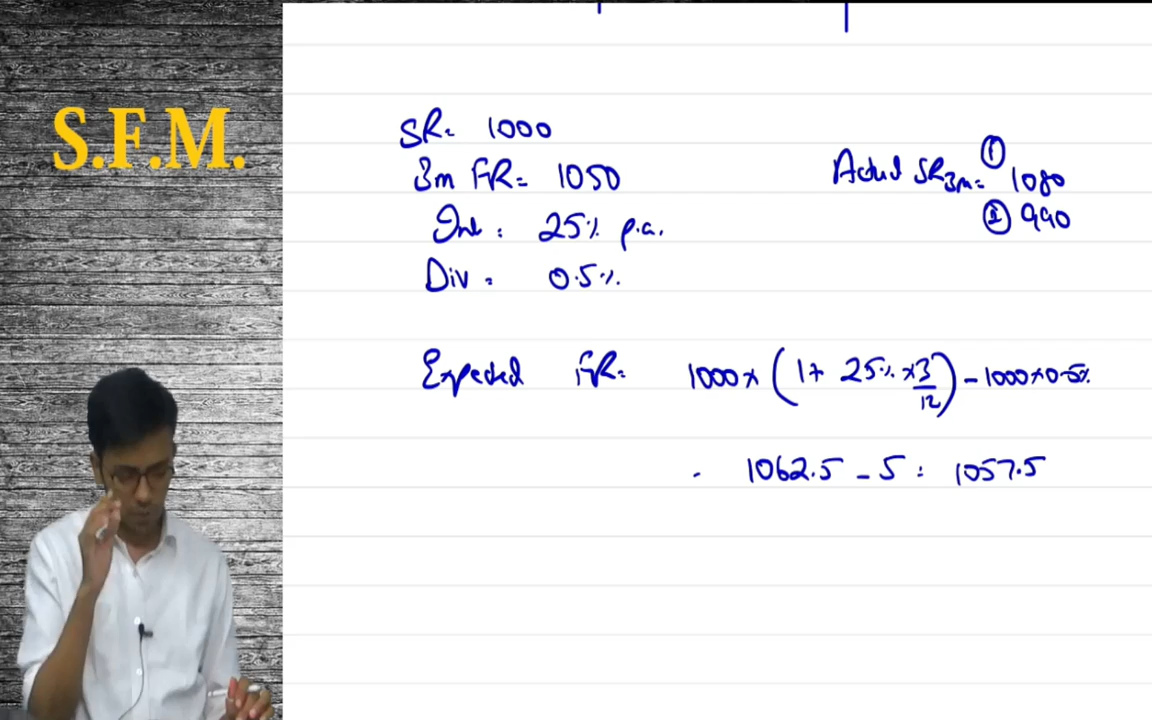 S.F.M.
SR= 1000
3m FR= 1050
Int = 25% p.a.
Div = 0.5%
Actual SR3m= ① 1080
② 990
Expected FR= 1000 × (1 + 25% × 3/12) - 1000×0.5%
= 1062.5 - 5 = 1057.5